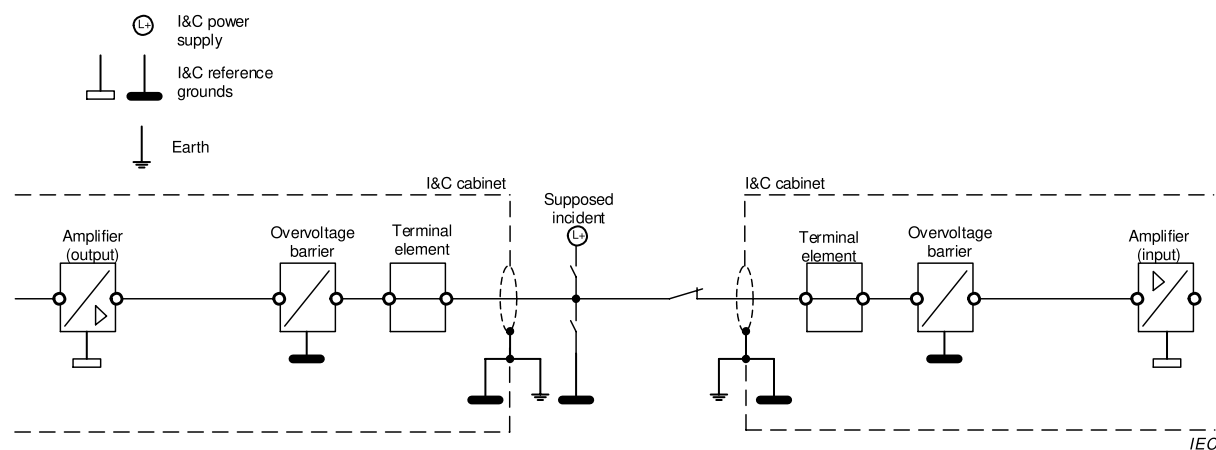 L+
I&C power
supply
I&C reference
grounds
Earth
I&C cabinet
I&C cabinet
Supposed
incident
L+
Amplifier
(output)
Overvoltage
barrier
Terminal
element
Terminal
element
Overvoltage
barrier
Amplifier
(input)
IEC